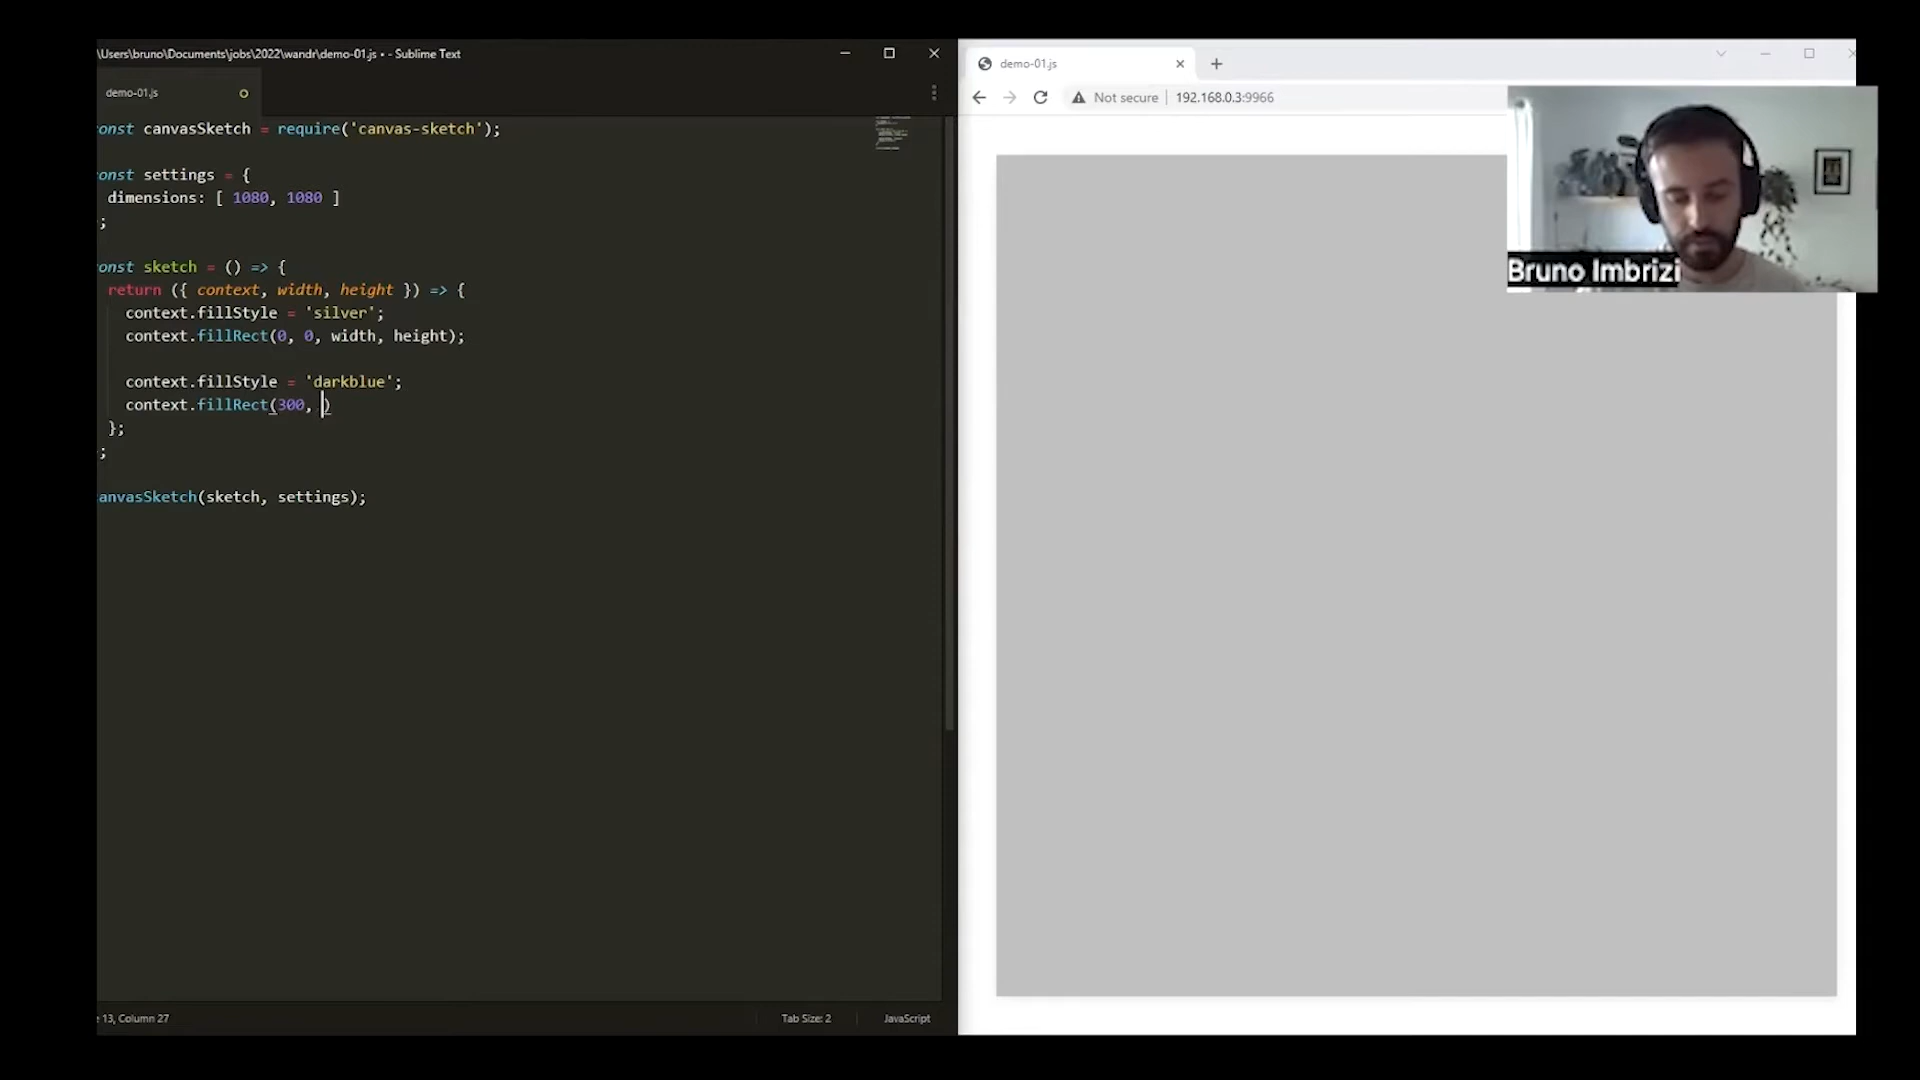 \Users\bruno\Documents\jobs\2022\wandr\demo-01.js • - Sublime Text
demo-01.js
onst canvasSketch = require('canvas-sketch');
onst settings = {
dimensions: [ 1080, 1080 ]
;
onst sketch = () => {
return ({ context, width, height }) => {
context.fillStyle = 'silver';
context.fillRect(0, 0, width, height);
context.fillStyle = 'darkblue';
context.fillRect(300, )
};
;
anvasSketch(sketch, settings);
13, Column 27
Tab Size: 2
JavaScript
demo-01.js
Not secure
192.168.0.3:9966
Bruno Imbrizi